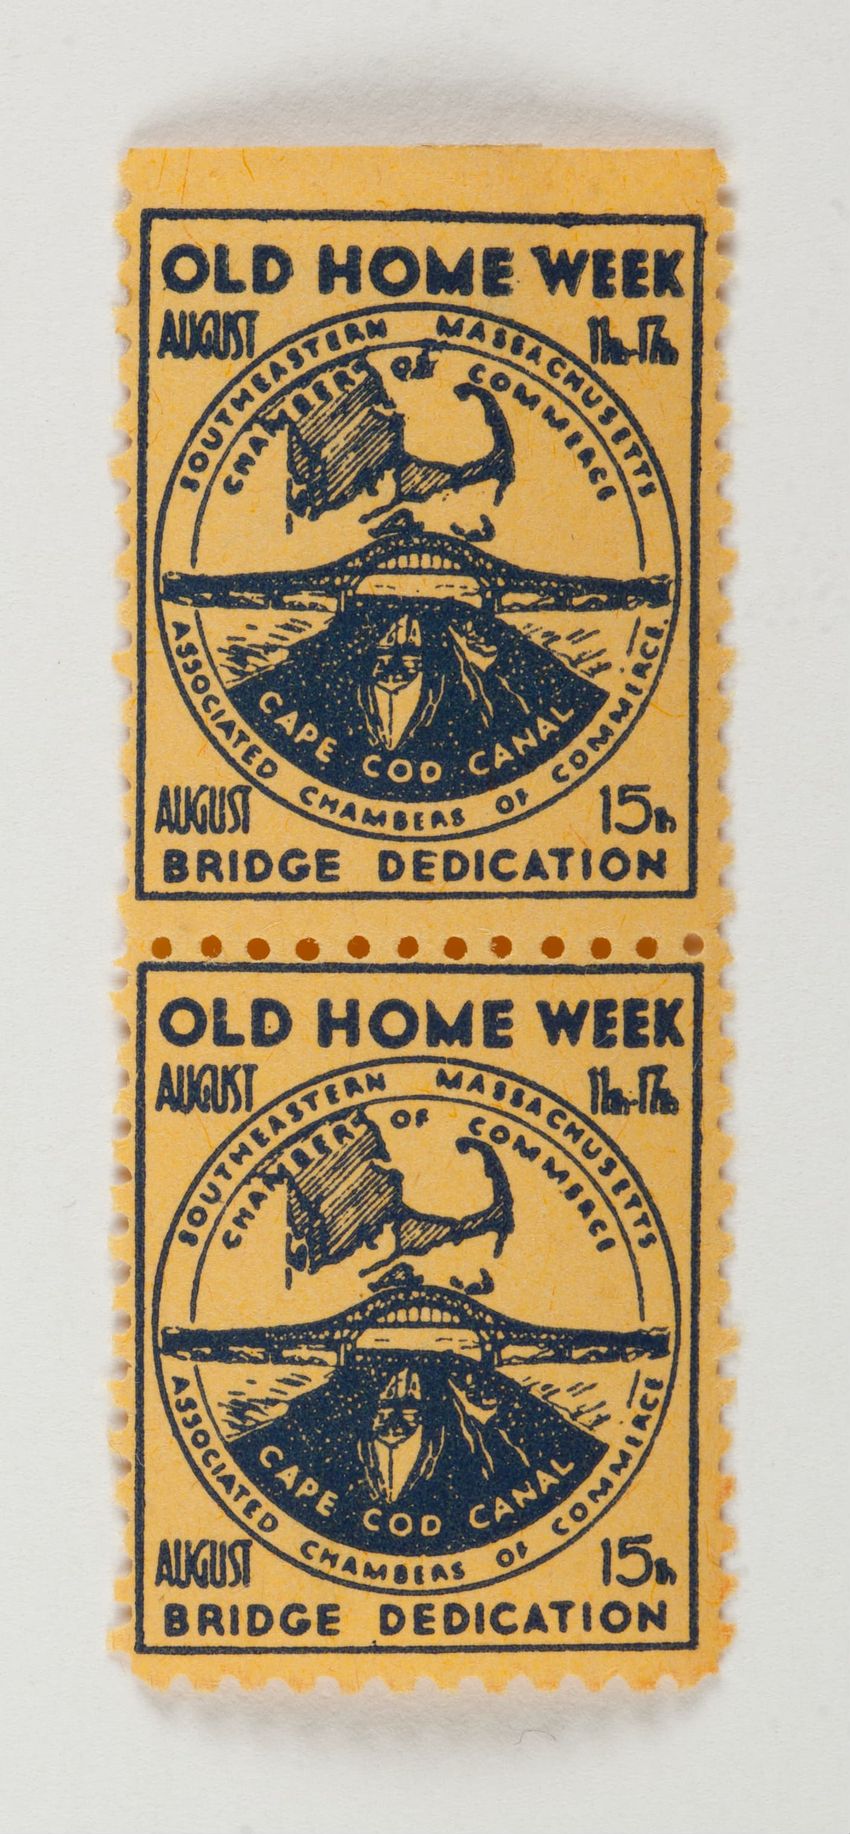 OLD HOME WEEK
AUGUST 11th-17th
SOUTHEASTERN MASSACHUSETTS
CHAMBERS OF COMMERCE
CAPE COD CANAL
ASSOCIATED CHAMBERS OF COMMERCE.
AUGUST 15th
BRIDGE DEDICATION
OLD HOME WEEK
AUGUST 11th-17th
SOUTHEASTERN MASSACHUSETTS
CHAMBERS OF COMMERCE
CAPE COD CANAL
ASSOCIATED CHAMBERS OF COMMERCE
AUGUST 15th
BRIDGE DEDICATION